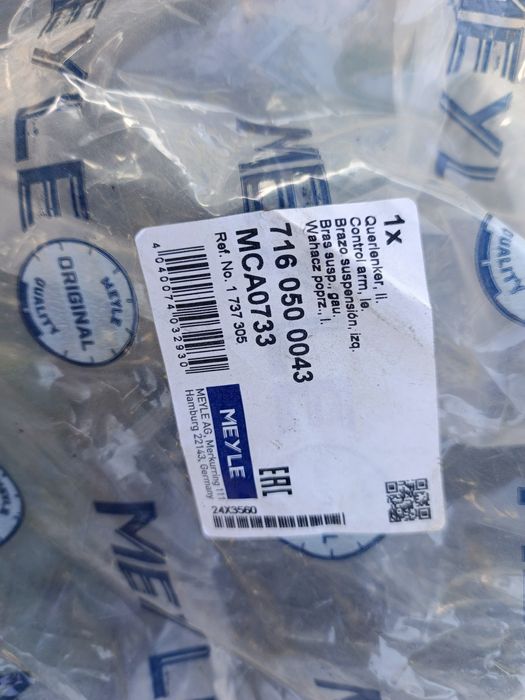 1x
Querlenker, li.
Control arm, le.
Brazo suspensión, izq.
Bras susp., gau.
Wahacz poprz., l.
716 050 0043
MCA0733
Ref. No. 1 737 305
4 040074 032930
MEYLE
MEYLE AG, Merkurring 111
Hamburg 22143, Germany
EAC
24X3560
MEYLE
ORIGINAL
QUALITY
MEYLE
QUALITY